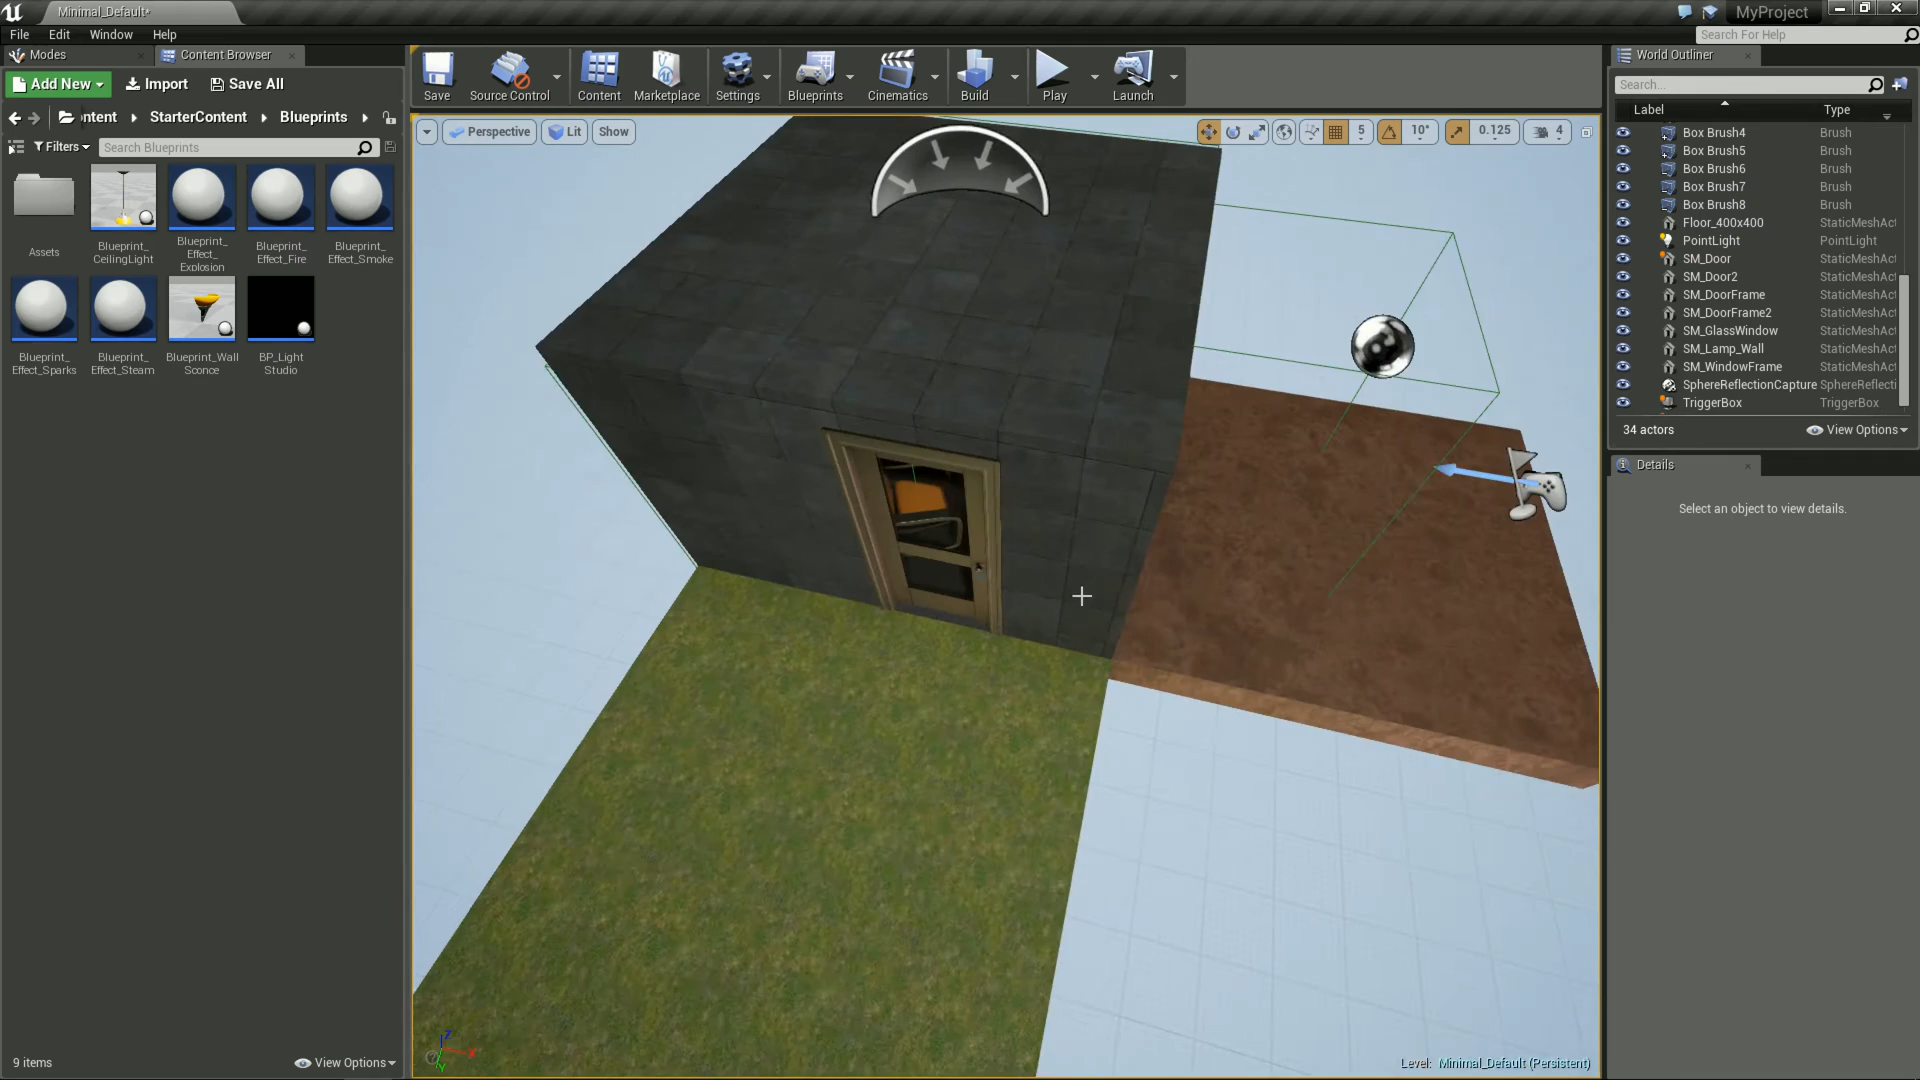 Minimal_Default*
MyProject
File Edit Window Help
Search For Help
Modes
Content Browser
Add New
Import
Save All
ntent StarterContent Blueprints
Filters
Search Blueprints
Assets
Blueprint_
CeilingLight
Blueprint_
Effect_
Explosion
Blueprint_
Effect_Fire
Blueprint_
Effect_Smoke
Blueprint_
Effect_Sparks
Blueprint_
Effect_Steam
Blueprint_Wall
Sconce
BP_Light
Studio
9 items
View Options
Save
Source Control
Content
Marketplace
Settings
Blueprints
Cinematics
Build
Play
Launch
Perspective
Lit
Show
5
10°
0.125
4
Z
X
Y
Level: Minimal_Default (Persistent)
World Outliner
Search...
Label Type
Box Brush4 Brush
Box Brush5 Brush
Box Brush6 Brush
Box Brush7 Brush
Box Brush8 Brush
Floor_400x400 StaticMeshAct
PointLight PointLight
SM_Door StaticMeshAct
SM_Door2 StaticMeshAct
SM_DoorFrame StaticMeshAct
SM_DoorFrame2 StaticMeshAct
SM_GlassWindow StaticMeshAct
SM_Lamp_Wall StaticMeshAct
SM_WindowFrame StaticMeshAct
SphereReflectionCapture SphereReflecti
TriggerBox TriggerBox
34 actors
View Options
Details
Select an object to view details.